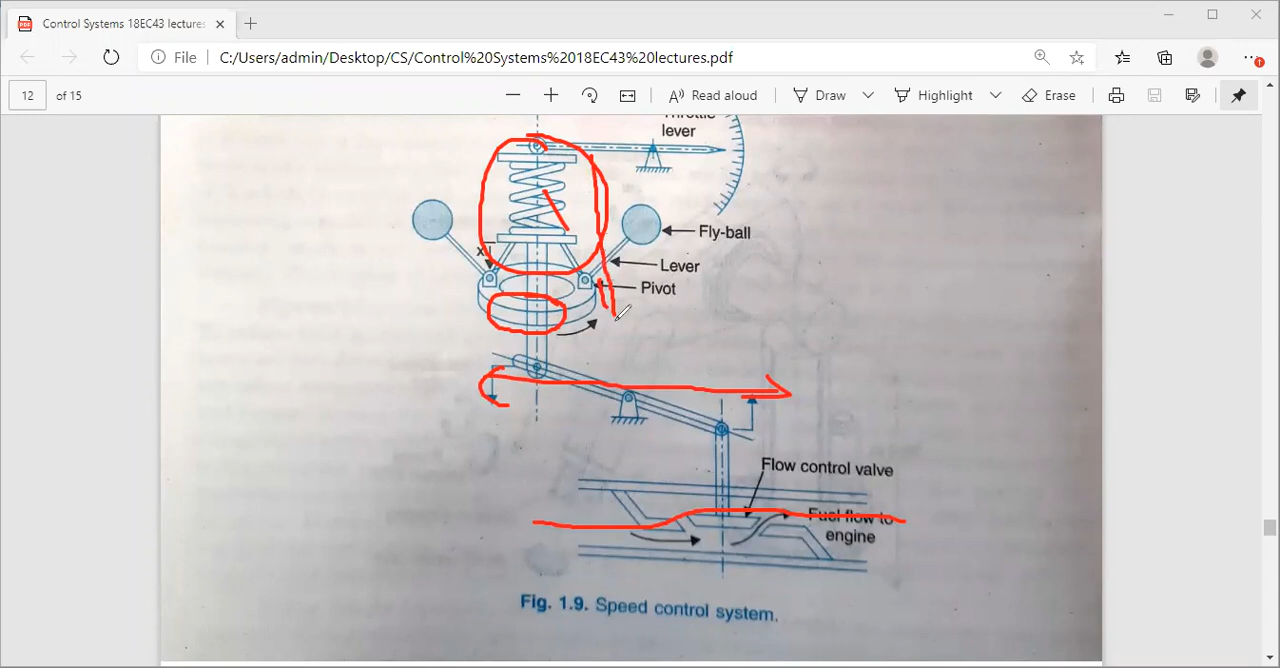 Control Systems 18EC43 lectures
File
C:/Users/admin/Desktop/CS/Control%20Systems%2018EC43%20lectures.pdf
12 of 15
Read aloud
Draw
Highlight
Erase
Throttle
lever
Fly-ball
Lever
Pivot
x
Flow control valve
Fuel flow to
engine
Fig. 1.9. Speed control system.